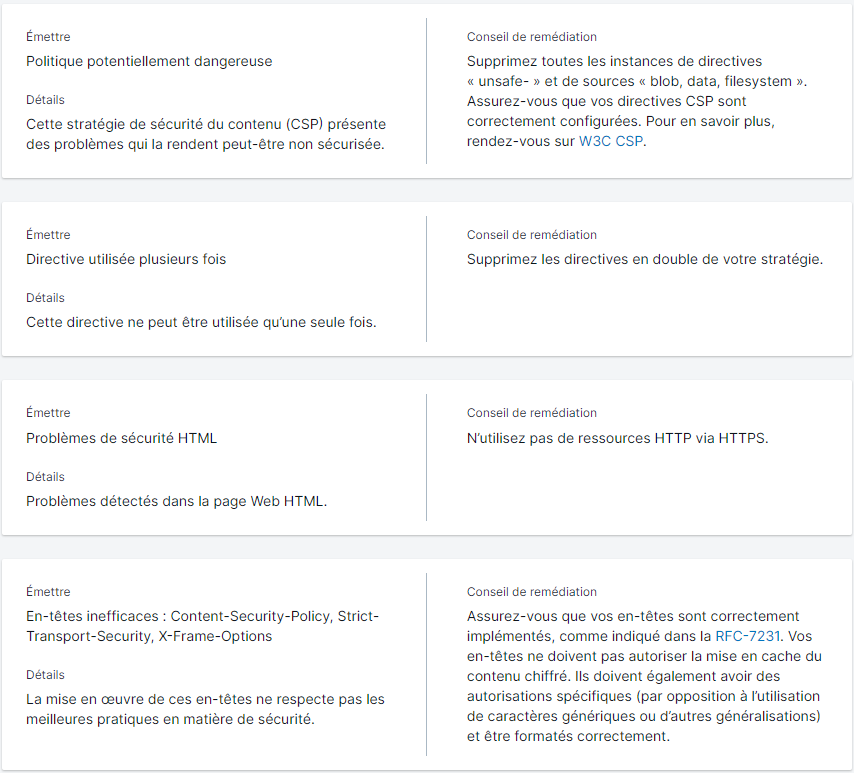 Émettre
Politique potentiellement dangereuse
Détails
Cette stratégie de sécurité du contenu (CSP) présente
des problèmes qui la rendent peut-être non sécurisée.
Conseil de remédiation
Supprimez toutes les instances de directives
« unsafe- » et de sources « blob, data, filesystem ».
Assurez-vous que vos directives CSP sont
correctement configurées. Pour en savoir plus,
rendez-vous sur W3C CSP.
Émettre
Directive utilisée plusieurs fois
Détails
Cette directive ne peut être utilisée qu’une seule fois.
Conseil de remédiation
Supprimez les directives en double de votre stratégie.
Émettre
Problèmes de sécurité HTML
Détails
Problèmes détectés dans la page Web HTML.
Conseil de remédiation
N’utilisez pas de ressources HTTP via HTTPS.
Émettre
En-têtes inefficaces : Content-Security-Policy, Strict-
Transport-Security, X-Frame-Options
Détails
La mise en œuvre de ces en-têtes ne respecte pas les
meilleures pratiques en matière de sécurité.
Conseil de remédiation
Assurez-vous que vos en-têtes sont correctement
implémentés, comme indiqué dans la RFC-7231. Vos
en-têtes ne doivent pas autoriser la mise en cache du
contenu chiffré. Ils doivent également avoir des
autorisations spécifiques (par opposition à l’utilisation
de caractères génériques ou d’autres généralisations)
et être formatés correctement.